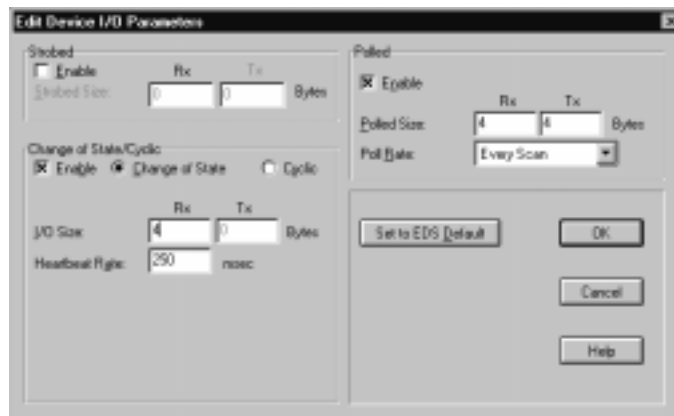 Edit Device I/O Parameters
Strobed
Enable
Rx Tx
Strobed Size: 0 0 Bytes
Change of State/Cyclic
Enable Change of State Cyclic
Rx Tx
I/O Size: 4 0 Bytes
Heartbeat Rate: 250 msec
Polled
Enable
Rx Tx
Polled Size: 4 4 Bytes
Poll Rate: Every Scan
Set to EDS Default
OK
Cancel
Help